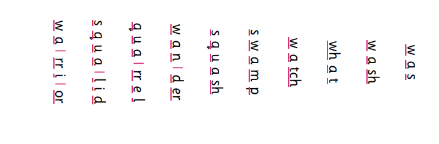 was
wash
what
watch
swamp
squash
wander
quarrel
squalid
warrior